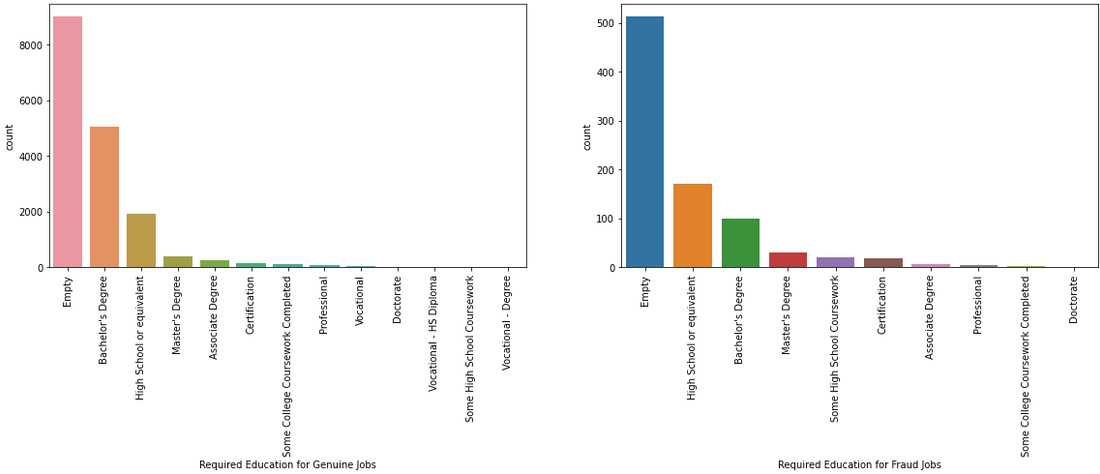 8000
6000
4000
2000
0
count
Empty
Bachelor's Degree
High School or equivalent
Master's Degree
Associate Degree
Certification
Some College Coursework Completed
Professional
Vocational
Doctorate
Vocational - HS Diploma
Some High School Coursework
Vocational - Degree
Required Education for Genuine Jobs
500
400
300
200
100
0
count
Empty
High School or equivalent
Bachelor's Degree
Master's Degree
Some High School Coursework
Certification
Associate Degree
Professional
Some College Coursework Completed
Doctorate
Required Education for Fraud Jobs